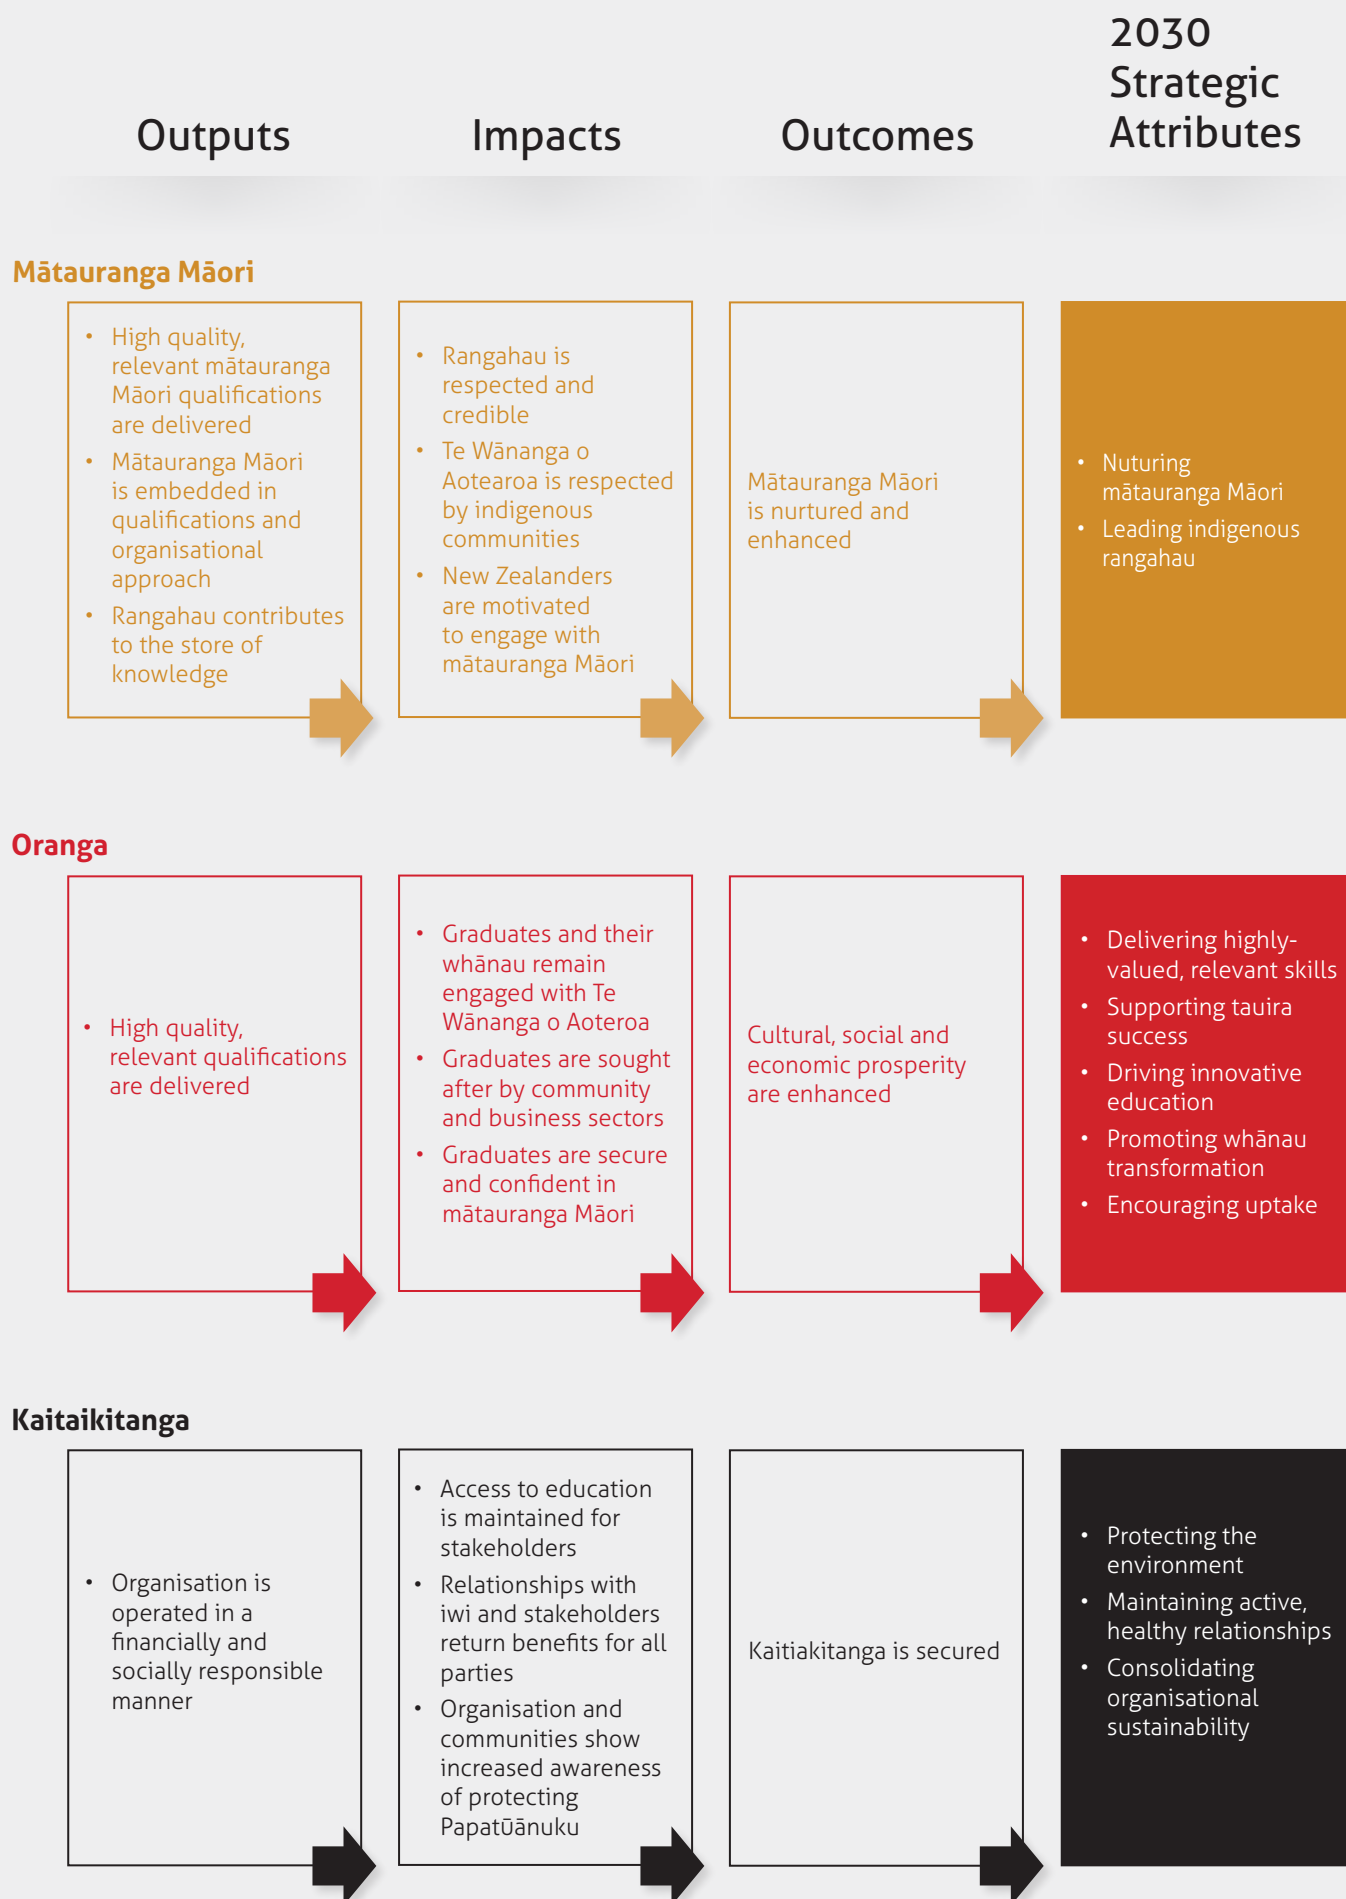 Outputs
Impacts
Outcomes
2030
Strategic
Attributes
Mātauranga Māori
• High quality,
relevant mātauranga
Māori qualifications
are delivered
• Mātauranga Māori
is embedded in
qualifications and
organisational
approach
• Rangahau contributes
to the store of
knowledge
• Rangahau is
respected and
credible
• Te Wānanga o
Aotearoa is respected
by indigenous
communities
• New Zealanders
are motivated
to engage with
mātauranga Māori
Mātauranga Māori
is nurtured and
enhanced
• Nuturing
mātauranga Māori
• Leading indigenous
rangahau
Oranga
• High quality,
relevant qualifications
are delivered
• Graduates and their
whānau remain
engaged with Te
Wānanga o Aoteroa
• Graduates are sought
after by community
and business sectors
• Graduates are secure
and confident in
mātauranga Māori
Cultural, social and
economic prosperity
are enhanced
• Delivering highly-
valued, relevant skills
• Supporting tauira
success
• Driving innovative
education
• Promoting whānau
transformation
• Encouraging uptake
Kaitaikitanga
• Organisation is
operated in a
financially and
socially responsible
manner
• Access to education
is maintained for
stakeholders
• Relationships with
iwi and stakeholders
return benefits for all
parties
• Organisation and
communities show
increased awareness
of protecting
Papatūānuku
Kaitiakitanga is secured
• Protecting the
environment
• Maintaining active,
healthy relationships
• Consolidating
organisational
sustainability